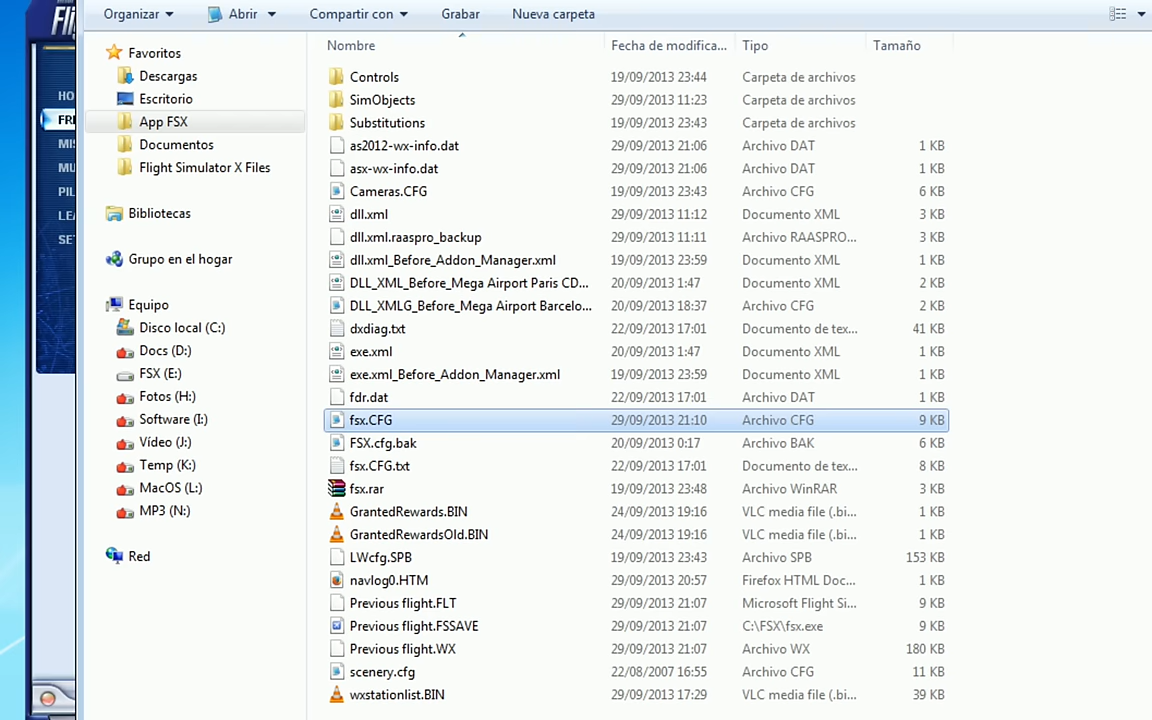 Organizar Abrir Compartir con Grabar Nueva carpeta
Nombre Fecha de modifica... Tipo Tamaño
Favoritos
Descargas
Escritorio
App FSX
Documentos
Flight Simulator X Files
Bibliotecas
Grupo en el hogar
Equipo
Disco local (C:)
Docs (D:)
FSX (E:)
Fotos (H:)
Software (I:)
Vídeo (J:)
Temp (K:)
MacOS (L:)
MP3 (N:)
Red
Controls 19/09/2013 23:44 Carpeta de archivos
SimObjects 29/09/2013 11:23 Carpeta de archivos
Substitutions 19/09/2013 23:43 Carpeta de archivos
as2012-wx-info.dat 29/09/2013 21:06 Archivo DAT 1 KB
asx-wx-info.dat 29/09/2013 21:06 Archivo DAT 1 KB
Cameras.CFG 19/09/2013 23:43 Archivo CFG 6 KB
dll.xml 29/09/2013 11:12 Documento XML 3 KB
dll.xml.raaspro_backup 29/09/2013 11:11 Archivo RAASPRO... 3 KB
dll.xml_Before_Addon_Manager.xml 19/09/2013 23:59 Documento XML 1 KB
DLL_XML_Before_Mega Airport Paris CD... 20/09/2013 1:47 Documento XML 2 KB
DLL_XMLG_Before_Mega Airport Barcelo... 20/09/2013 18:37 Archivo CFG 2 KB
dxdiag.txt 22/09/2013 17:01 Documento de tex... 41 KB
exe.xml 20/09/2013 1:47 Documento XML 1 KB
exe.xml_Before_Addon_Manager.xml 19/09/2013 23:59 Documento XML 1 KB
fdr.dat 22/09/2013 17:01 Archivo DAT 1 KB
fsx.CFG 29/09/2013 21:10 Archivo CFG 9 KB
FSX.cfg.bak 20/09/2013 0:17 Archivo BAK 6 KB
fsx.CFG.txt 22/09/2013 17:01 Documento de tex... 8 KB
fsx.rar 19/09/2013 23:48 Archivo WinRAR 3 KB
GrantedRewards.BIN 24/09/2013 19:16 VLC media file (.bi... 1 KB
GrantedRewardsOld.BIN 24/09/2013 19:16 VLC media file (.bi... 1 KB
LWcfg.SPB 19/09/2013 23:43 Archivo SPB 153 KB
navlog0.HTM 29/09/2013 20:57 Firefox HTML Doc... 1 KB
Previous flight.FLT 29/09/2013 21:07 Microsoft Flight Si... 9 KB
Previous flight.FSSAVE 29/09/2013 21:07 C:\FSX\fsx.exe 9 KB
Previous flight.WX 29/09/2013 21:07 Archivo WX 180 KB
scenery.cfg 22/08/2007 16:55 Archivo CFG 11 KB
wxstationlist.BIN 29/09/2013 17:29 VLC media file (.bi... 39 KB
Fli
HO
FRE
MIS
MU
PIL
LEA
SET